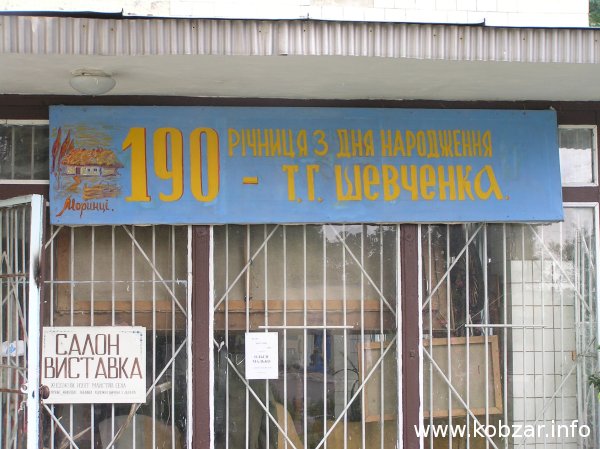 190
РІЧНИЦЯ З ДНЯ НАРОДЖЕННЯ
- Т.Г. ШЕВЧЕНКА.
Моринці.
САЛОН
ВИСТАВКА
www.kobzar.info